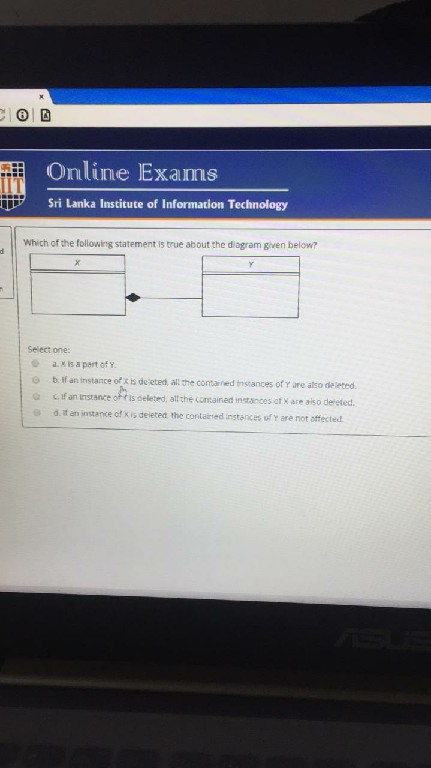 Online Exams
IIT
Sri Lanka Institute of Information Technology
Which of the following statement is true about the diagram given below?
X
Y
Select one:
a. X is a part of Y.
b. If an instance of X is deleted, all the contained instances of Y are also deleted.
c. If an instance of Y is deleted, all the contained instances of X are also deleted.
d. If an instance of X is deleted, the contained instances of Y are not affected.
ASUS